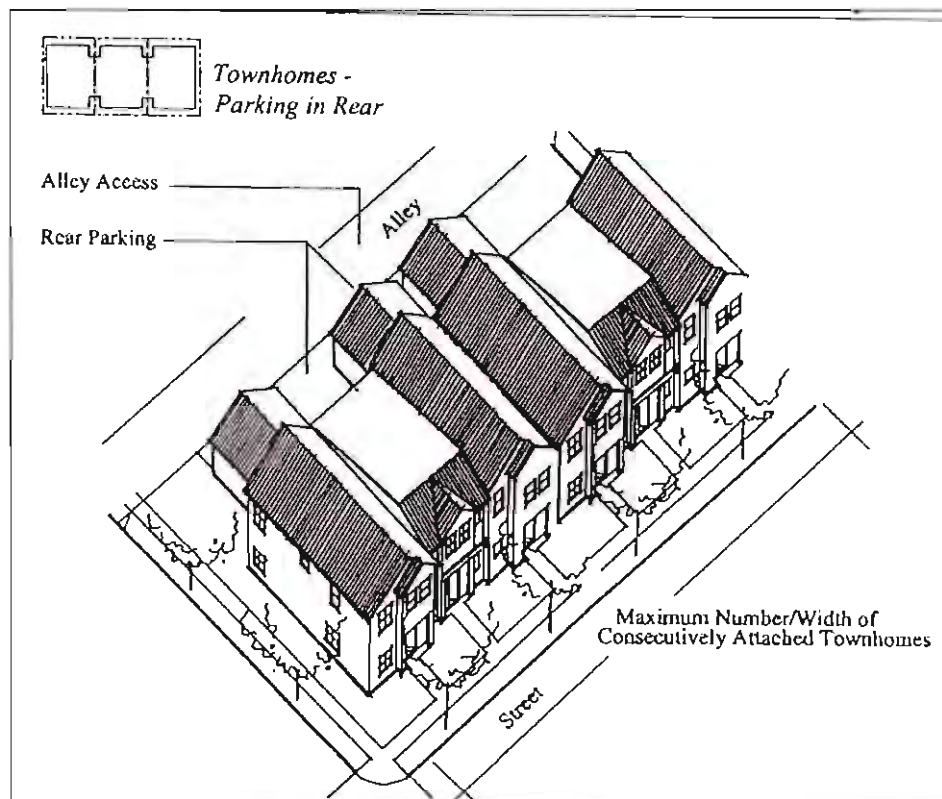 Townhomes -
Parking in Rear
Alley Access
Alley
Rear Parking
Maximum Number/Width of
Consecutively Attached Townhomes
Street